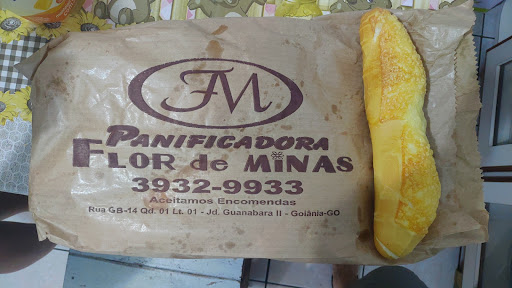 FM
PANIFICADORA
FLOR de MINAS
3932-9933
Aceitamos Encomendas
Rua GB-14 Qd. 01 Lt. 01 - Jd. Guanabara II - Goiânia-GO